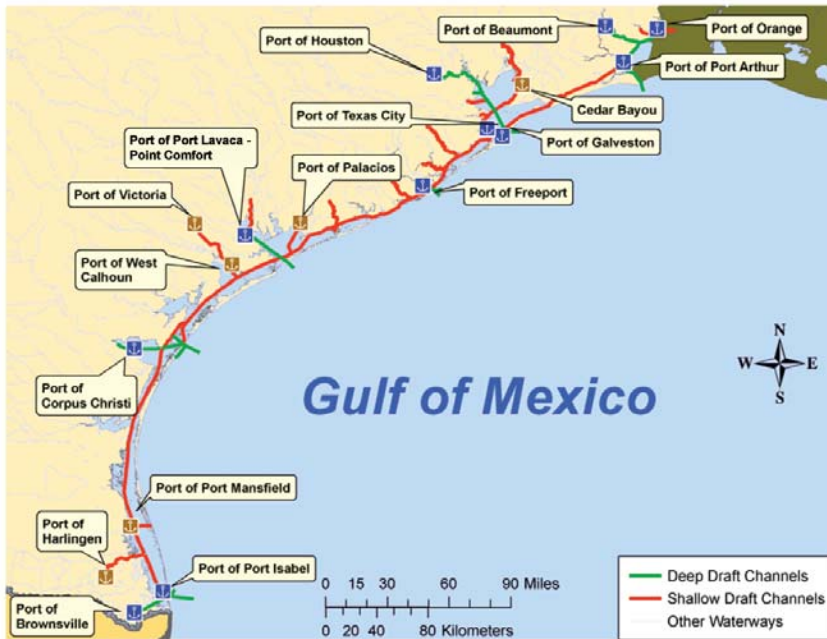 Port of Beaumont
Port of Orange
Port of Houston
Port of Port Arthur
Cedar Bayou
Port of Texas City
Port of Port Lavaca -
Point Comfort
Port of Galveston
Port of Palacios
Port of Victoria
Port of Freeport
Port of West
Calhoun
N
W
E
S
Port of
Corpus Christi
Gulf of Mexico
Port of Port Mansfield
Port of
Harlingen
Port of Port Isabel
Port of
Brownsville
0 15 30 60 90 Miles
0 20 40 80 Kilometers
Deep Draft Channels
Shallow Draft Channels
Other Waterways